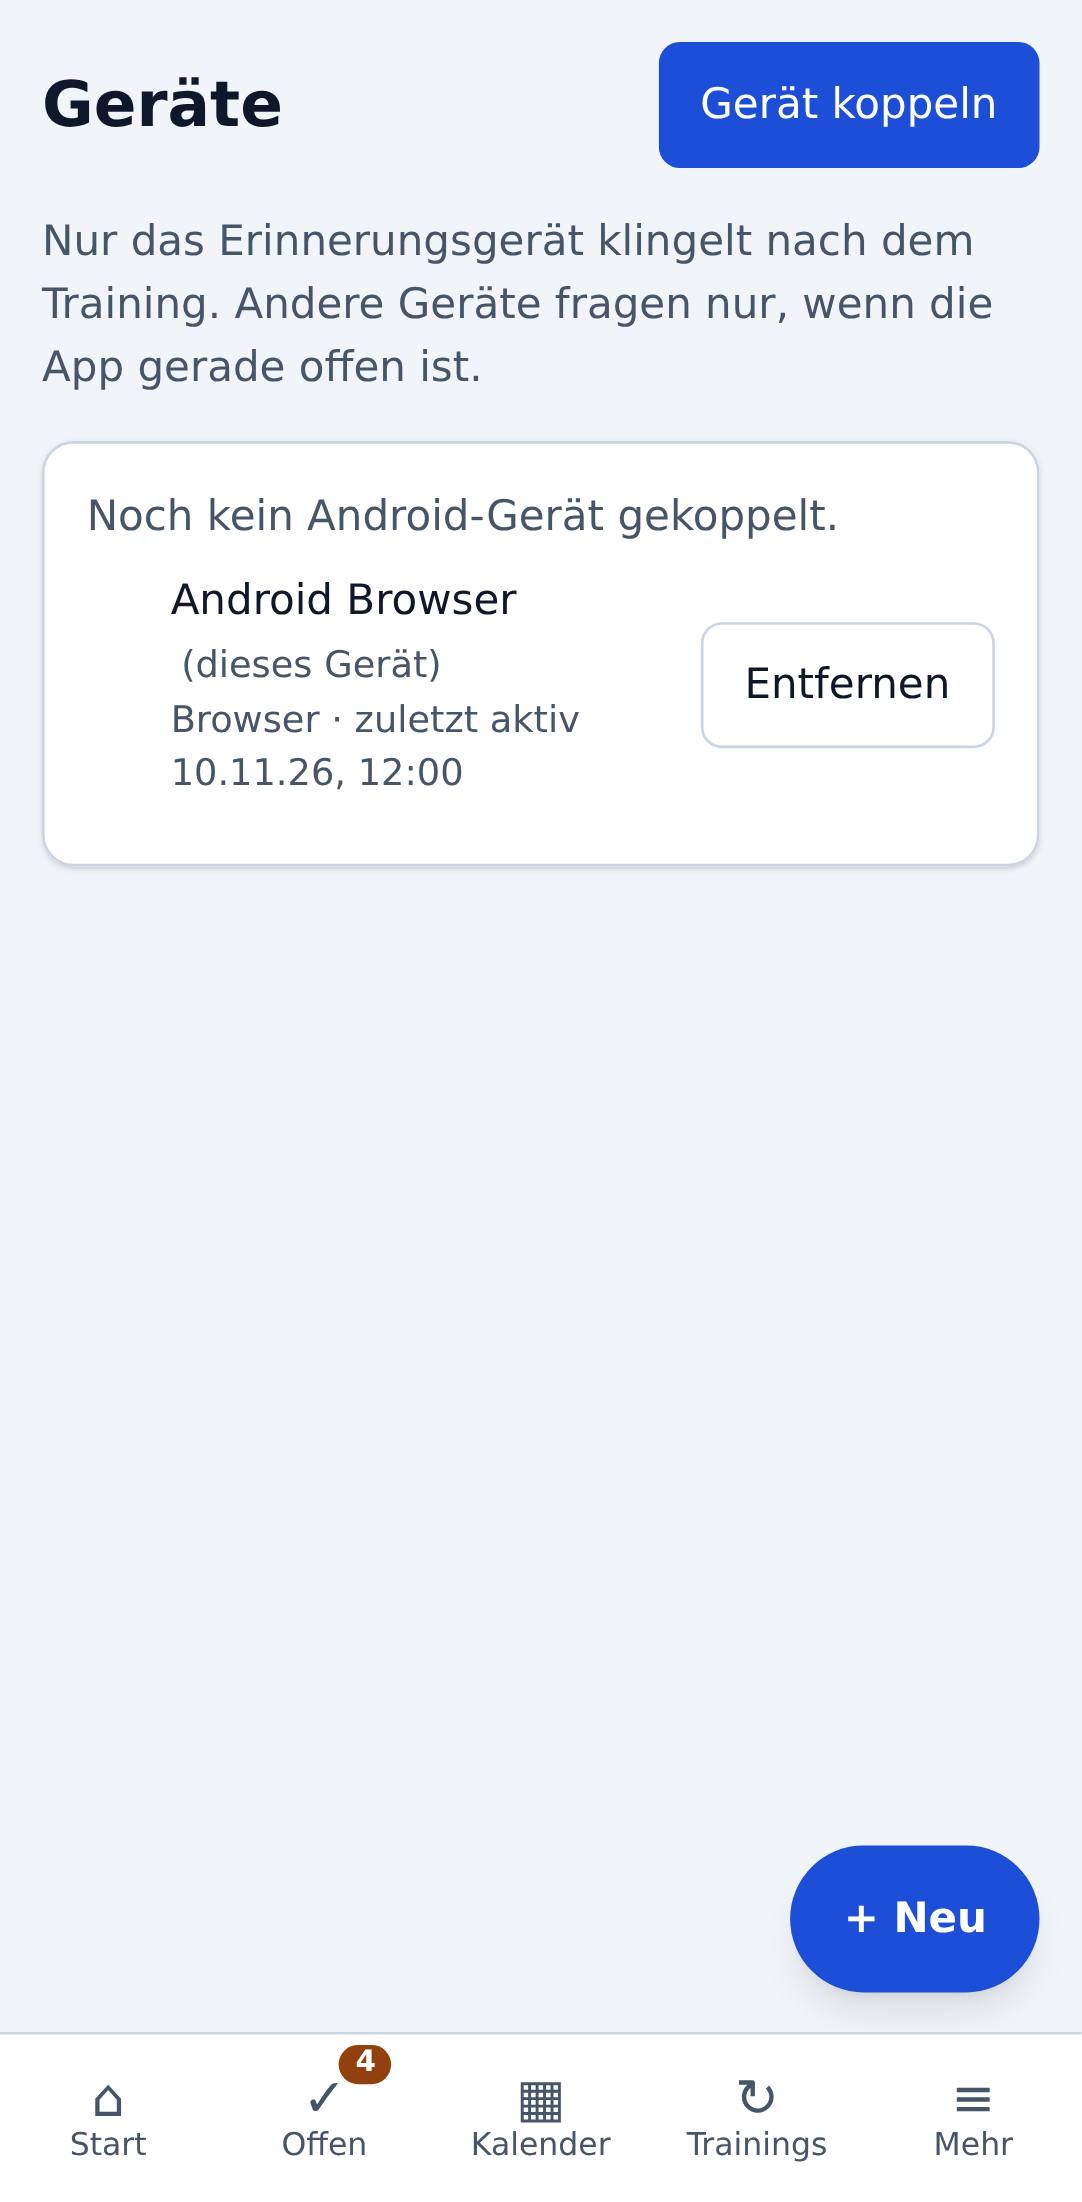 Geräte
Gerät koppeln
Nur das Erinnerungsgerät klingelt nach dem
Training. Andere Geräte fragen nur, wenn die
App gerade offen ist.
Noch kein Android-Gerät gekoppelt.
Android Browser
(dieses Gerät)
Browser · zuletzt aktiv
10.11.26, 12:00
Entfernen
+ Neu
4
Start
Offen
Kalender
Trainings
Mehr